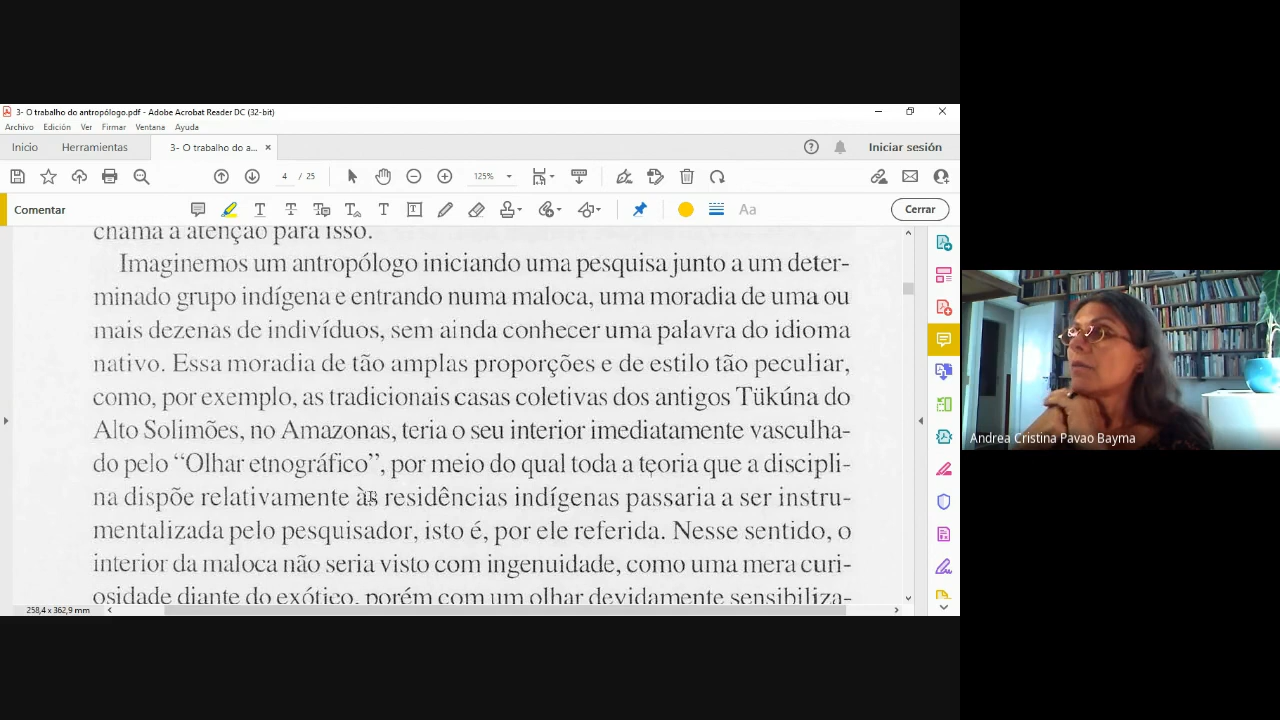 3- O trabalho do antropólogo.pdf - Adobe Acrobat Reader DC (32-bit)
Archivo Edición Ver Firmar Ventana Ayuda
Inicio Herramientas 3- O trabalho do a... × Iniciar sesión
4 / 25 125%
Comentar Aa Cerrar
chama a atenção para isso.
Imaginemos um antropólogo iniciando uma pesquisa junto a um deter-
minado grupo indígena e entrando numa maloca, uma moradia de uma ou
mais dezenas de indivíduos, sem ainda conhecer uma palavra do idioma
nativo. Essa moradia de tão amplas proporções e de estilo tão peculiar,
como, por exemplo, as tradicionais casas coletivas dos antigos Tükúna do
Alto Solimões, no Amazonas, teria o seu interior imediatamente vasculha-
do pelo “Olhar etnográfico”, por meio do qual toda a teoria que a discipli-
na dispõe relativamente às residências indígenas passaria a ser instru-
mentalizada pelo pesquisador, isto é, por ele referida. Nesse sentido, o
interior da maloca não seria visto com ingenuidade, como uma mera curi-
osidade diante do exótico, porém com um olhar devidamente sensibiliza-
258,4 x 362,9 mm
Andrea Cristina Pavao Bayma